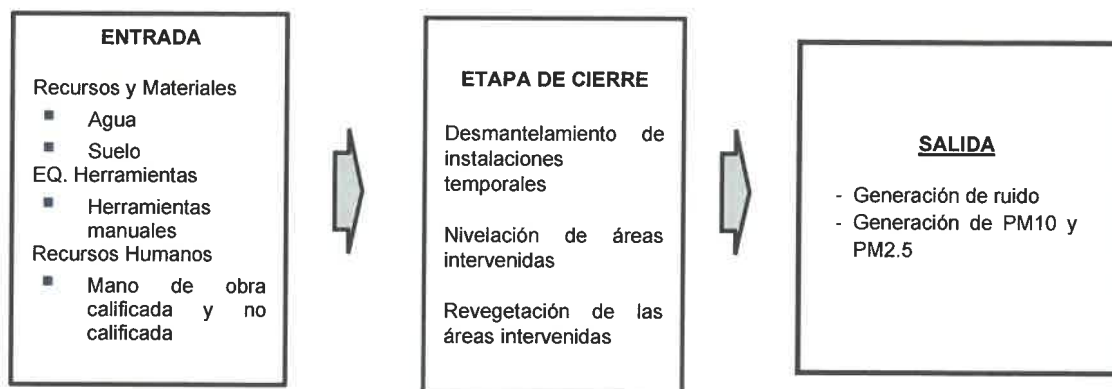 ENTRADA
Recursos y Materiales
▪ Agua
▪ Suelo
EQ. Herramientas
▪ Herramientas
manuales
Recursos Humanos
▪ Mano de obra
calificada y no
calificada
ETAPA DE CIERRE
Desmantelamiento de
instalaciones
temporales
Nivelación de áreas
intervenidas
Revegetación de las
áreas intervenidas
SALIDA
- Generación de ruido
- Generación de PM10 y
PM2.5